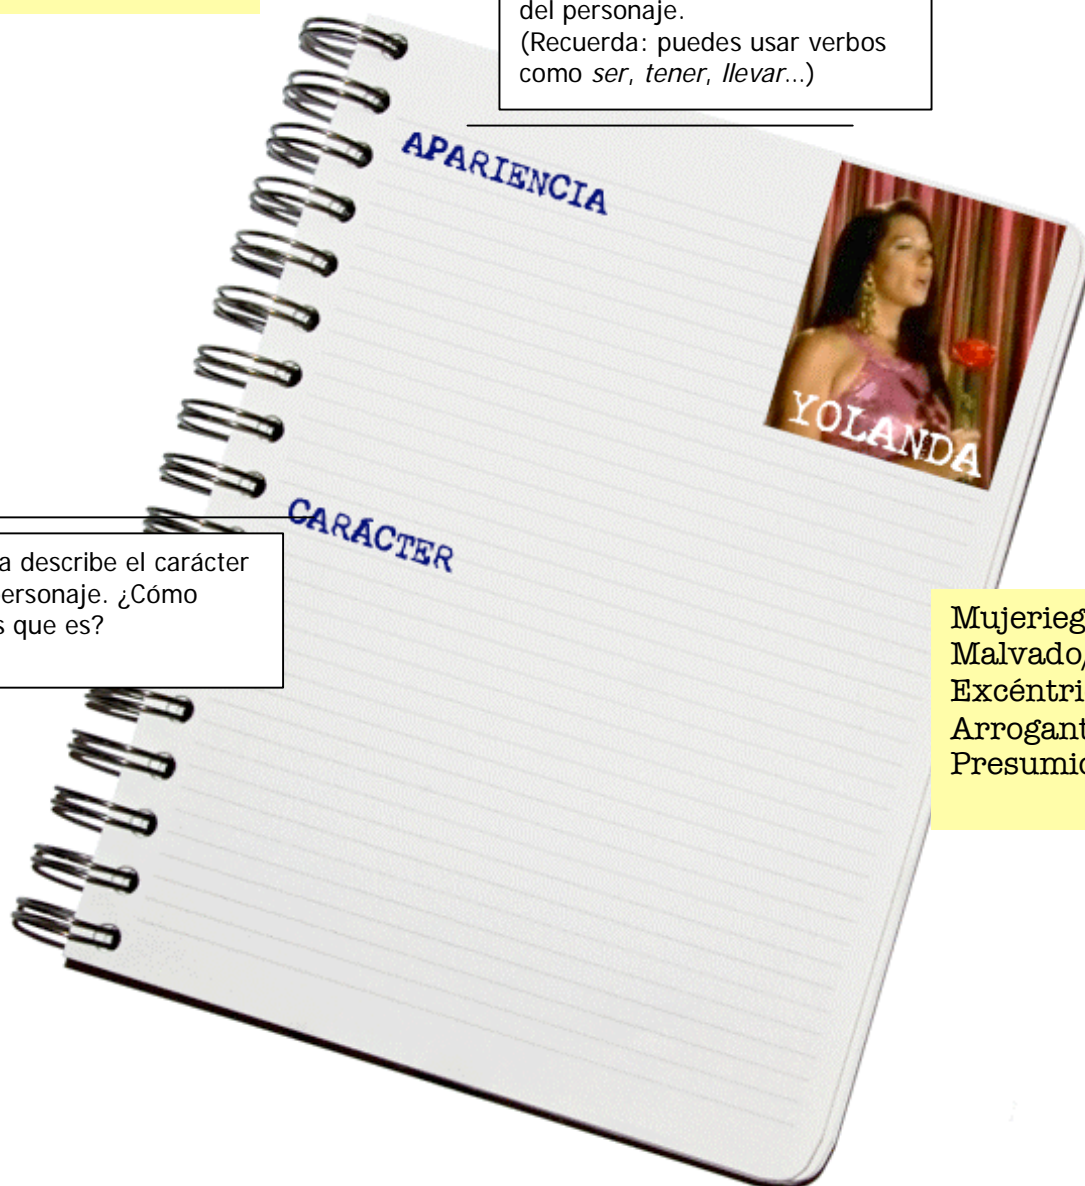 del personaje.
(Recuerda: puedes usar verbos
como ser, tener, llevar...)
APARIENCIA
YOLANDA
CARÁCTER
a describe el carácter
ersonaje. ¿Cómo
s que es?
Mujerieg
Malvado/
Excéntri
Arrogant
Presumid